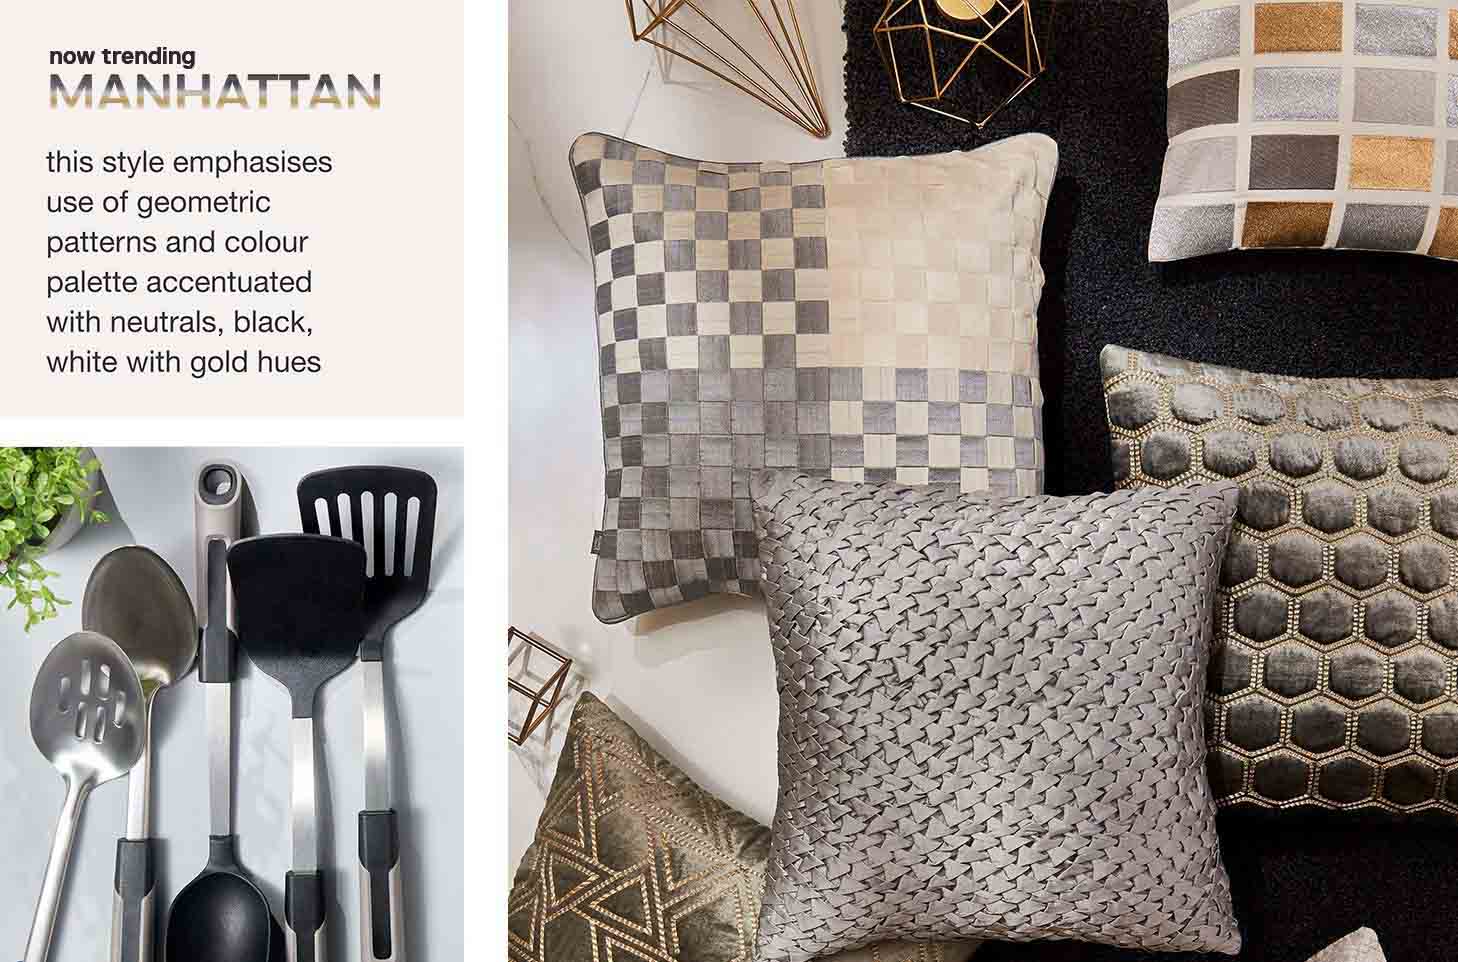 now trending
MANHATTAN
this style emphasises
use of geometric
patterns and colour
palette accentuated
with neutrals, black,
white with gold hues